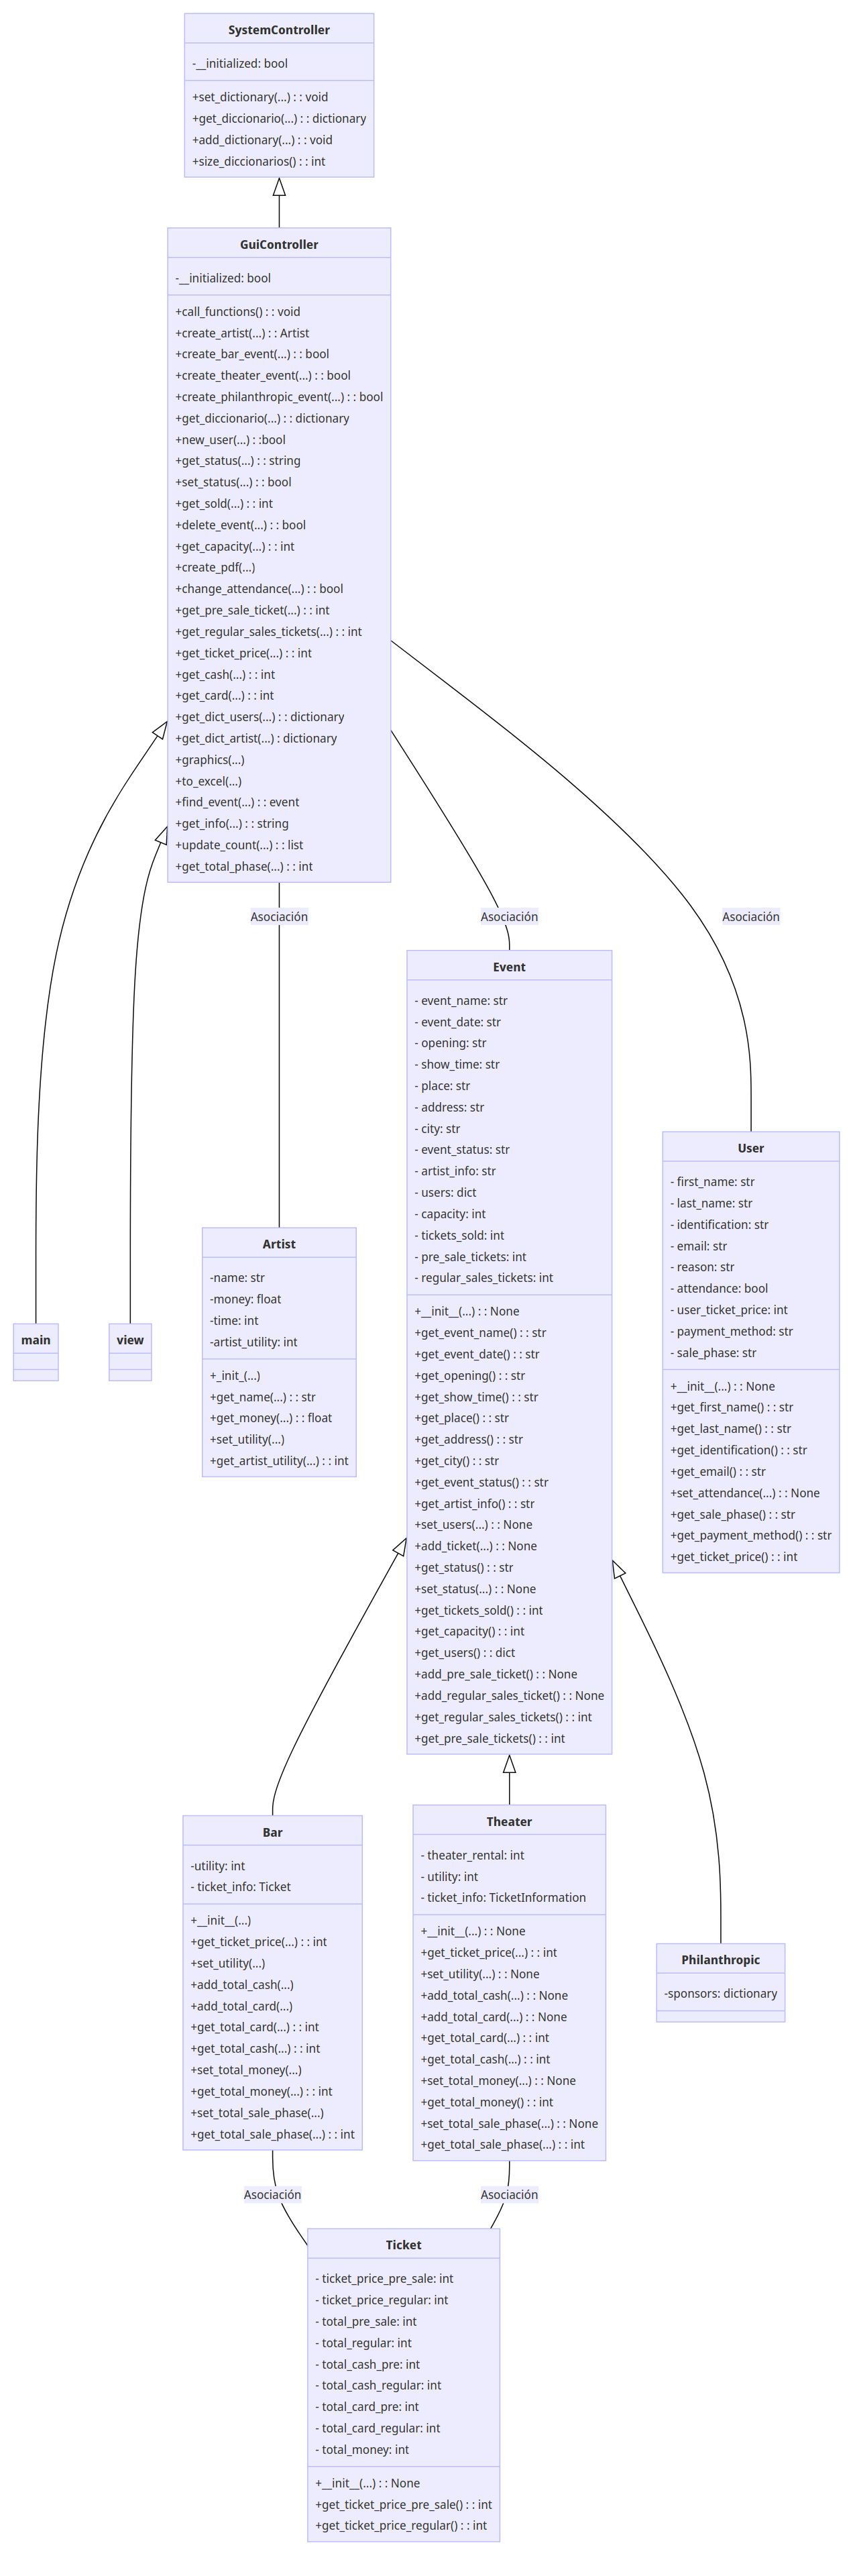 SystemController
-__initialized: bool
+set_dictionary(...) : : void
+get_diccionario(...) : : dictionary
+add_dictionary(...) : : void
+size_diccionarios() : : int
GuiController
-__initialized: bool
+call_functions() : : void
+create_artist(...) : : Artist
+create_bar_event(...) : : bool
+create_theater_event(...) : : bool
+create_philanthropic_event(...) : : bool
+get_diccionario(...) : : dictionary
+new_user(...) : :bool
+get_status(...) : : string
+set_status(...) : : bool
+get_sold(...) : : int
+delete_event(...) : : bool
+get_capacity(...) : : int
+create_pdf(...)
+change_attendance(...) : : bool
+get_pre_sale_ticket(...) : : int
+get_regular_sales_tickets(...) : : int
+get_ticket_price(...) : : int
+get_cash(...) : : int
+get_card(...) : : int
+get_dict_users(...) : : dictionary
+get_dict_artist(...) : dictionary
+graphics(...)
+to_excel(...)
+find_event(...) : : event
+get_info(...) : : string
+update_count(...) : : list
+get_total_phase(...) : : int
Asociación
Asociación
Asociación
Event
- event_name: str
- event_date: str
- opening: str
- show_time: str
- place: str
- address: str
- city: str
- event_status: str
- artist_info: str
- users: dict
- capacity: int
- tickets_sold: int
- pre_sale_tickets: int
- regular_sales_tickets: int
+__init__(...) : : None
+get_event_name() : : str
+get_event_date() : : str
+get_opening() : : str
+get_show_time() : : str
+get_place() : : str
+get_address() : : str
+get_city() : : str
+get_event_status() : : str
+get_artist_info() : : str
+set_users(...) : : None
+add_ticket(...) : : None
+get_status() : : str
+set_status(...) : : None
+get_tickets_sold() : : int
+get_capacity() : : int
+get_users() : : dict
+add_pre_sale_ticket() : : None
+add_regular_sales_ticket() : : None
+get_regular_sales_tickets() : : int
+get_pre_sale_tickets() : : int
User
- first_name: str
- last_name: str
- identification: str
- email: str
- reason: str
- attendance: bool
- user_ticket_price: int
- payment_method: str
- sale_phase: str
+__init__(...) : : None
+get_first_name() : : str
+get_last_name() : : str
+get_identification() : : str
+get_email() : : str
+set_attendance(...) : : None
+get_sale_phase() : : str
+get_payment_method() : : str
+get_ticket_price() : : int
Artist
-name: str
-money: float
-time: int
-artist_utility: int
+_init_(...)
+get_name(...) : : str
+get_money(...) : : float
+set_utility(...)
+get_artist_utility(...) : : int
main
view
Bar
-utility: int
- ticket_info: Ticket
+__init__(...)
+get_ticket_price(...) : : int
+set_utility(...)
+add_total_cash(...)
+add_total_card(...)
+get_total_card(...) : : int
+get_total_cash(...) : : int
+set_total_money(...)
+get_total_money(...) : : int
+set_total_sale_phase(...)
+get_total_sale_phase(...) : : int
Theater
- theater_rental: int
- utility: int
- ticket_info: TicketInformation
+__init__(...) : : None
+get_ticket_price(...) : : int
+set_utility(...) : : None
+add_total_cash(...) : : None
+add_total_card(...) : : None
+get_total_card(...) : : int
+get_total_cash(...) : : int
+set_total_money(...) : : None
+get_total_money() : : int
+set_total_sale_phase(...) : : None
+get_total_sale_phase(...) : : int
Philanthropic
-sponsors: dictionary
Asociación
Asociación
Ticket
- ticket_price_pre_sale: int
- ticket_price_regular: int
- total_pre_sale: int
- total_regular: int
- total_cash_pre: int
- total_cash_regular: int
- total_card_pre: int
- total_card_regular: int
- total_money: int
+__init__(...) : : None
+get_ticket_price_pre_sale() : : int
+get_ticket_price_regular() : : int